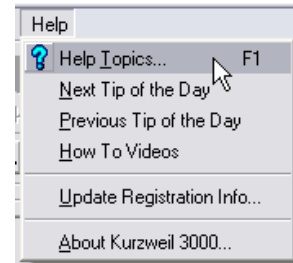 Help
Help Topics... F1
Next Tip of the Day
Previous Tip of the Day
How To Videos
Update Registration Info...
About Kurzweil 3000...